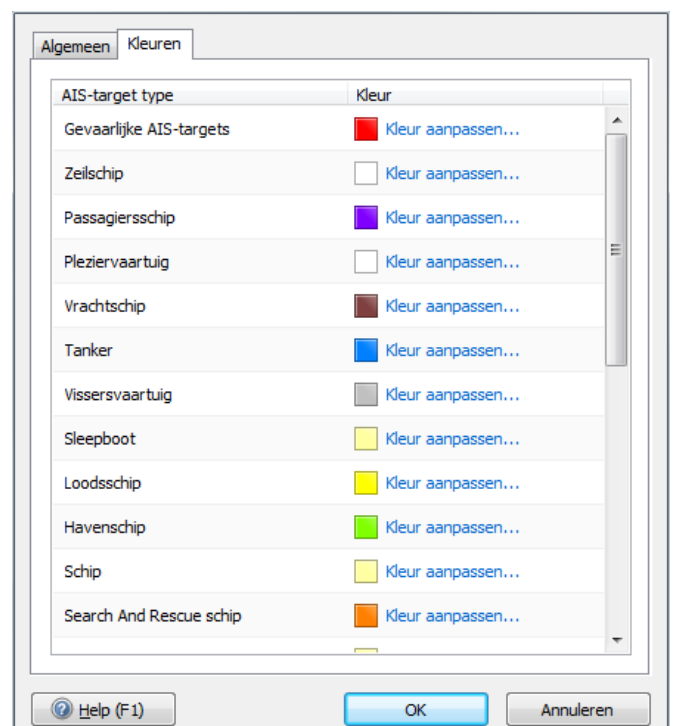 Algemeen Kleuren
AIS-target type Kleur
Gevaarlijke AIS-targets Kleur aanpassen...
Zeilschip Kleur aanpassen...
Passagiersschip Kleur aanpassen...
Pleziervaartuig Kleur aanpassen...
Vrachtschip Kleur aanpassen...
Tanker Kleur aanpassen...
Vissersvaartuig Kleur aanpassen...
Sleepboot Kleur aanpassen...
Loodsschip Kleur aanpassen...
Havenschip Kleur aanpassen...
Schip Kleur aanpassen...
Search And Rescue schip Kleur aanpassen...
Help (F1) OK Annuleren